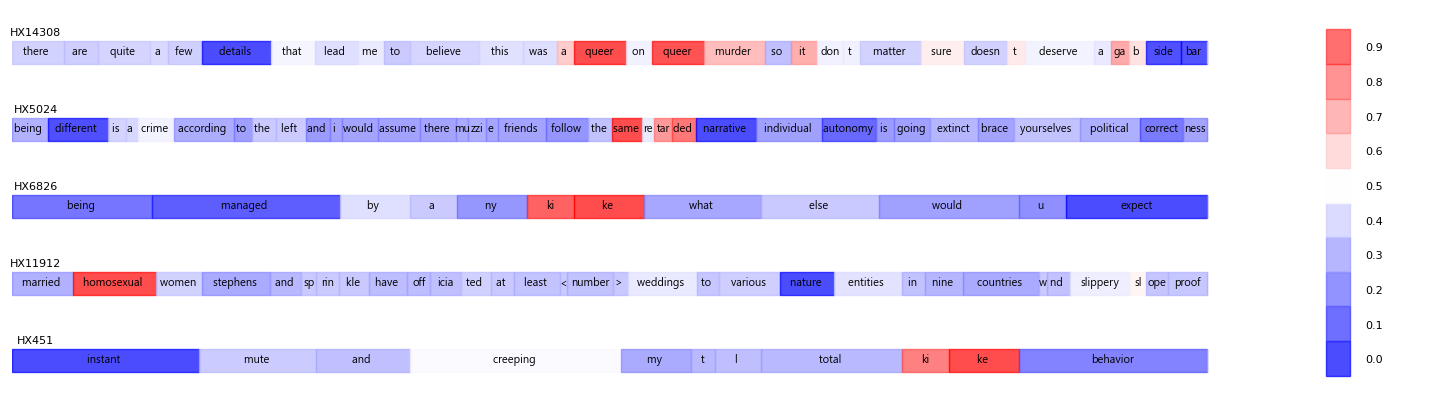 HX14308
there are quite a few details that lead me to believe this was a queer on queer murder so it don t matter sure doesn t deserve a ga b side bar
HX5024
being different is a crime according to the left and i would assume there mu zzi e friends follow the same re tar ded narrative individual autonomy is going extinct brace yourselves political correct ness
HX6826
being managed by a ny ki ke what else would u expect
HX11912
married homosexual women stephens and sp rin kle have off icia ted at least < number > weddings to various nature entities in nine countries w nd slippery sl ope proof
HX451
instant mute and creeping my t l total ki ke behavior
0.9
0.8
0.7
0.6
0.5
0.4
0.3
0.2
0.1
0.0